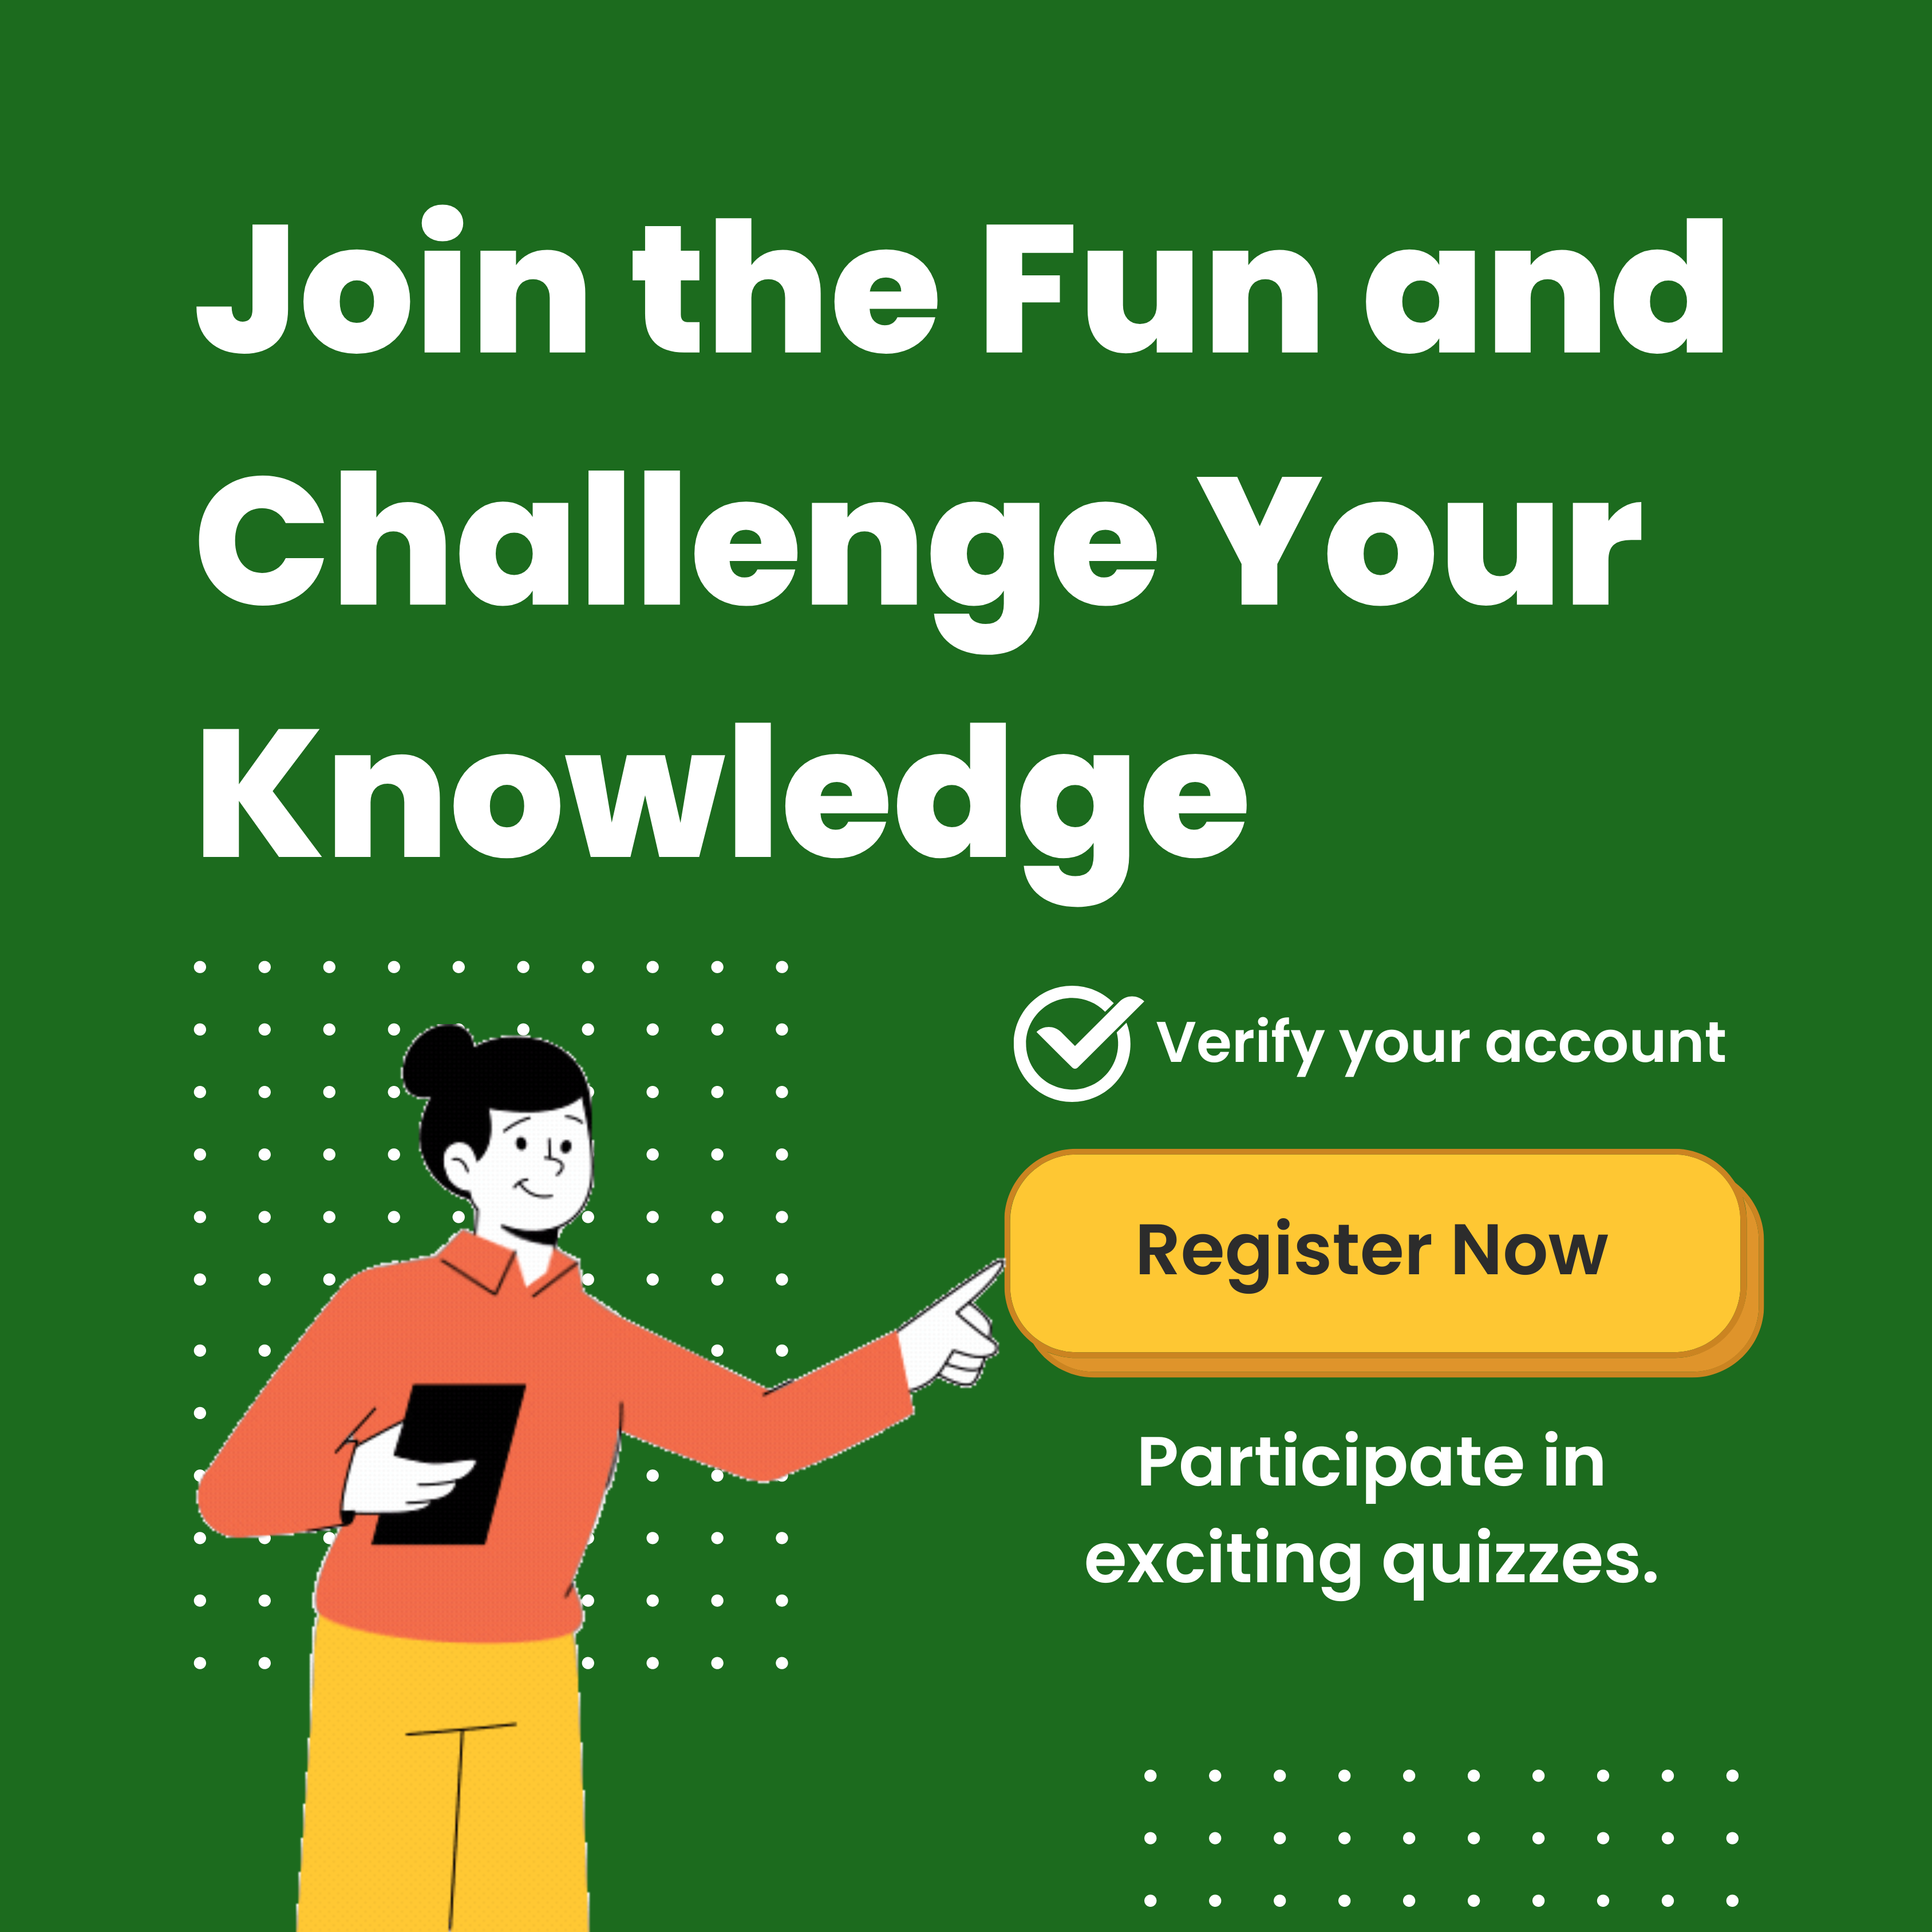 Join the Fun and
Challenge Your
Knowledge
Verify your account
Register Now
Participate in
exciting quizzes.